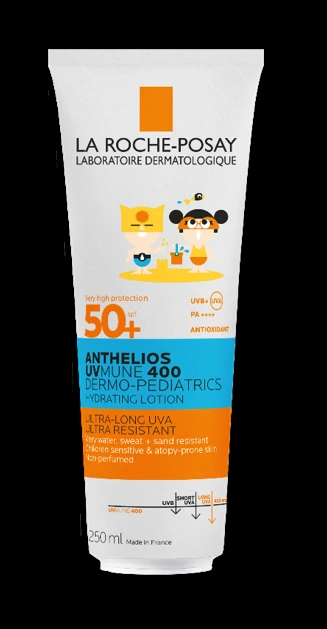 LA ROCHE-POSAY
LABORATOIRE DERMATOLOGIQUE
Very high protection
50+ spf
UVB+ UVA
PA ++++
ANTIOXIDANT
ANTHELIOS
UVMUNE 400
DERMO-PEDIATRICS
HYDRATING LOTION
ULTRA-LONG UVA
ULTRA RESISTANT
Very water, sweat + sand resistant
Children sensitive & atopy-prone skin
Non-perfumed
UVB
SHORT UVA
LONG UVA
400 nm
UVMUNE 400
250 ml Made in France